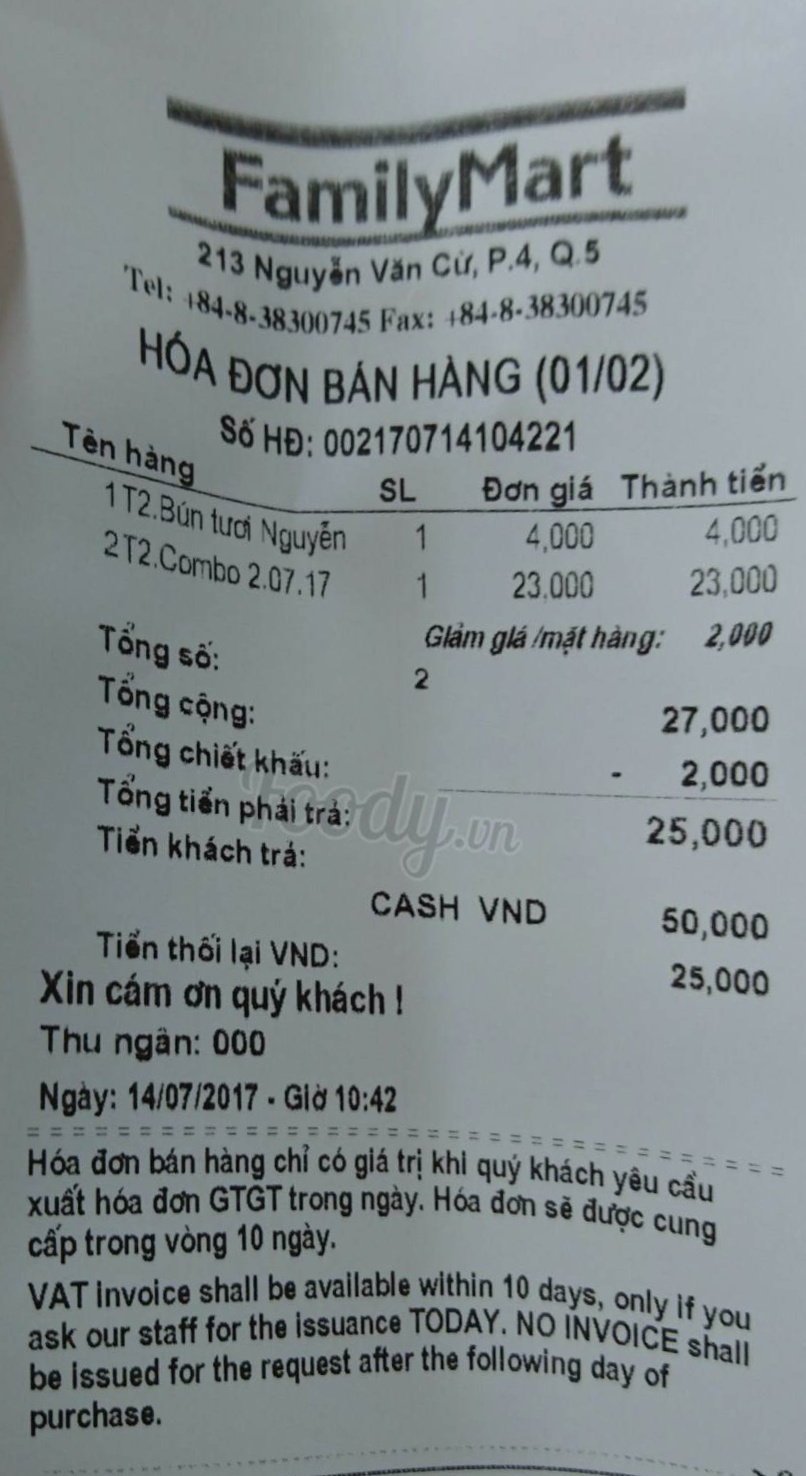 FamilyMart
213 Nguyễn Văn Cừ, P.4, Q.5
Tel: +84-8-38300745 Fax: +84-8-38300745
HÓA ĐƠN BÁN HÀNG (01/02)
Số HĐ: 002170714104221
Tên hàng SL Đơn giá Thành tiền
1T2.Bún tươi Nguyễn 1 4,000 4,000
2T2.Combo 2.07.17 1 23,000 23,000
Giảm giá /mặt hàng: 2,000
Tổng số: 2
Tổng cộng: 27,000
Tổng chiết khấu: - 2,000
Tổng tiền phải trả: 25,000
Tiền khách trả:
CASH VND 50,000
Tiền thối lại VND: 25,000
Xin cám ơn quý khách !
Thu ngân: 000
Ngày: 14/07/2017 - Giờ 10:42
Hóa đơn bán hàng chỉ có giá trị khi quý khách yêu cầu
xuất hóa đơn GTGT trong ngày. Hóa đơn sẽ được cung
cấp trong vòng 10 ngày.
VAT invoice shall be available within 10 days, only if you
ask our staff for the issuance TODAY. NO INVOICE shall
be issued for the request after the following day of
purchase.
Foody.vn